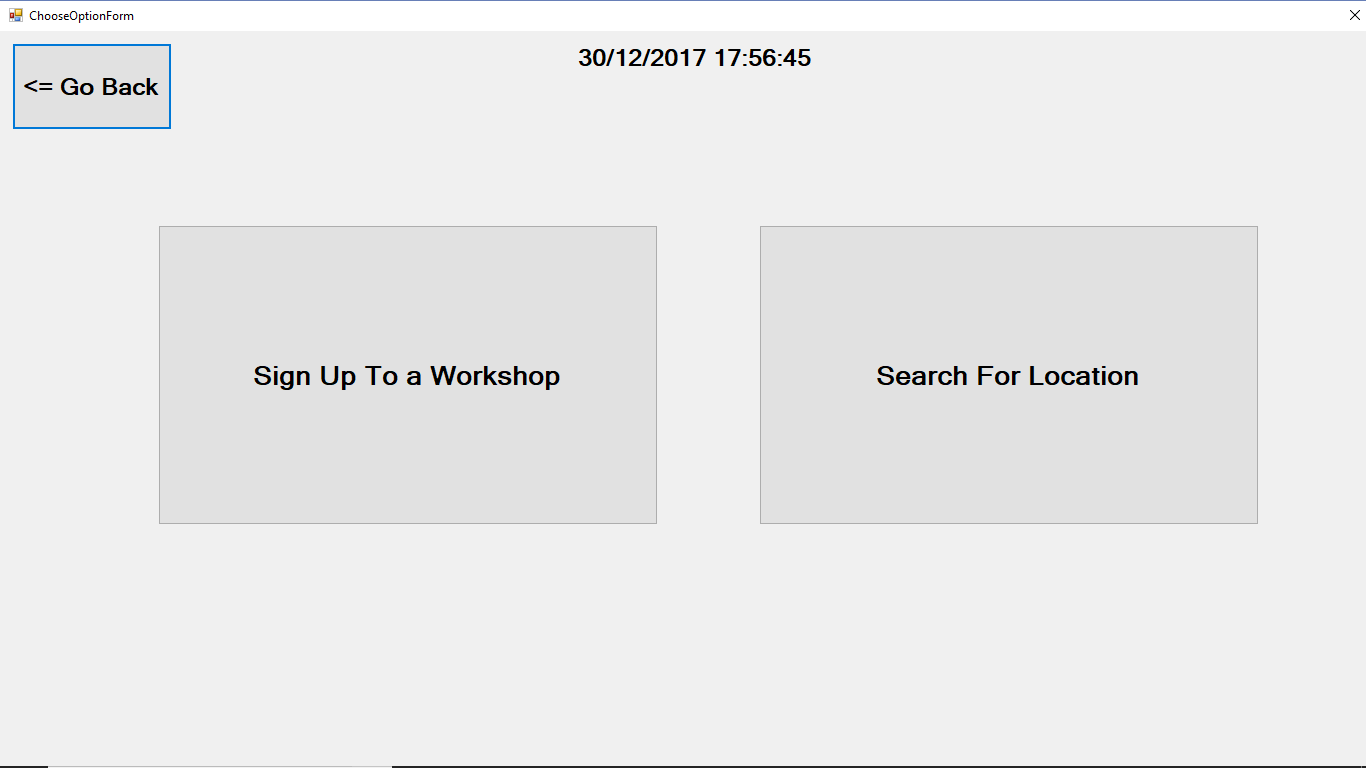 ChooseOptionForm
<= Go Back
30/12/2017 17:56:45
Sign Up To a Workshop
Search For Location